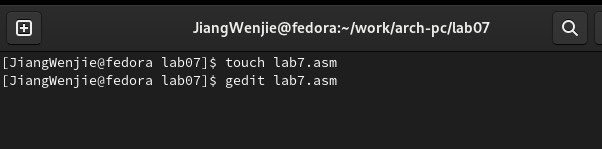 JiangWenjie@fedora:~/work/arch-pc/lab07
[JiangWenjie@fedora lab07]$ touch lab7.asm
[JiangWenjie@fedora lab07]$ gedit lab7.asm